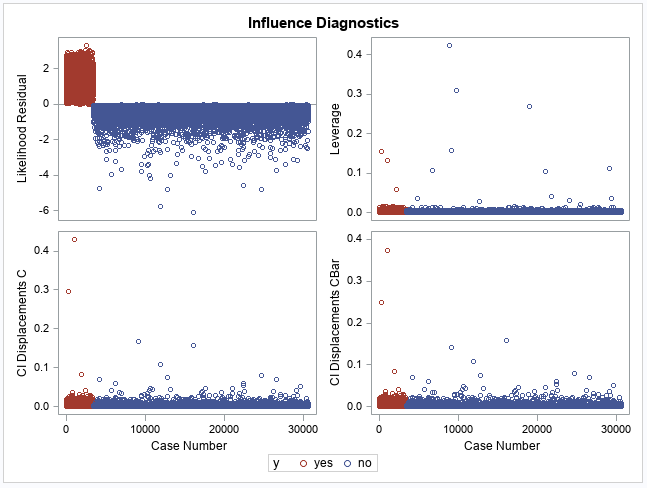 Influence Diagnostics
Likelihood Residual
2
0
-2
-4
-6
Leverage
0.4
0.3
0.2
0.1
0.0
CI Displacements C
0.4
0.3
0.2
0.1
0.0
0 10000 20000 30000
Case Number
CI Displacements CBar
0.4
0.3
0.2
0.1
0.0
0 10000 20000 30000
Case Number
y yes no